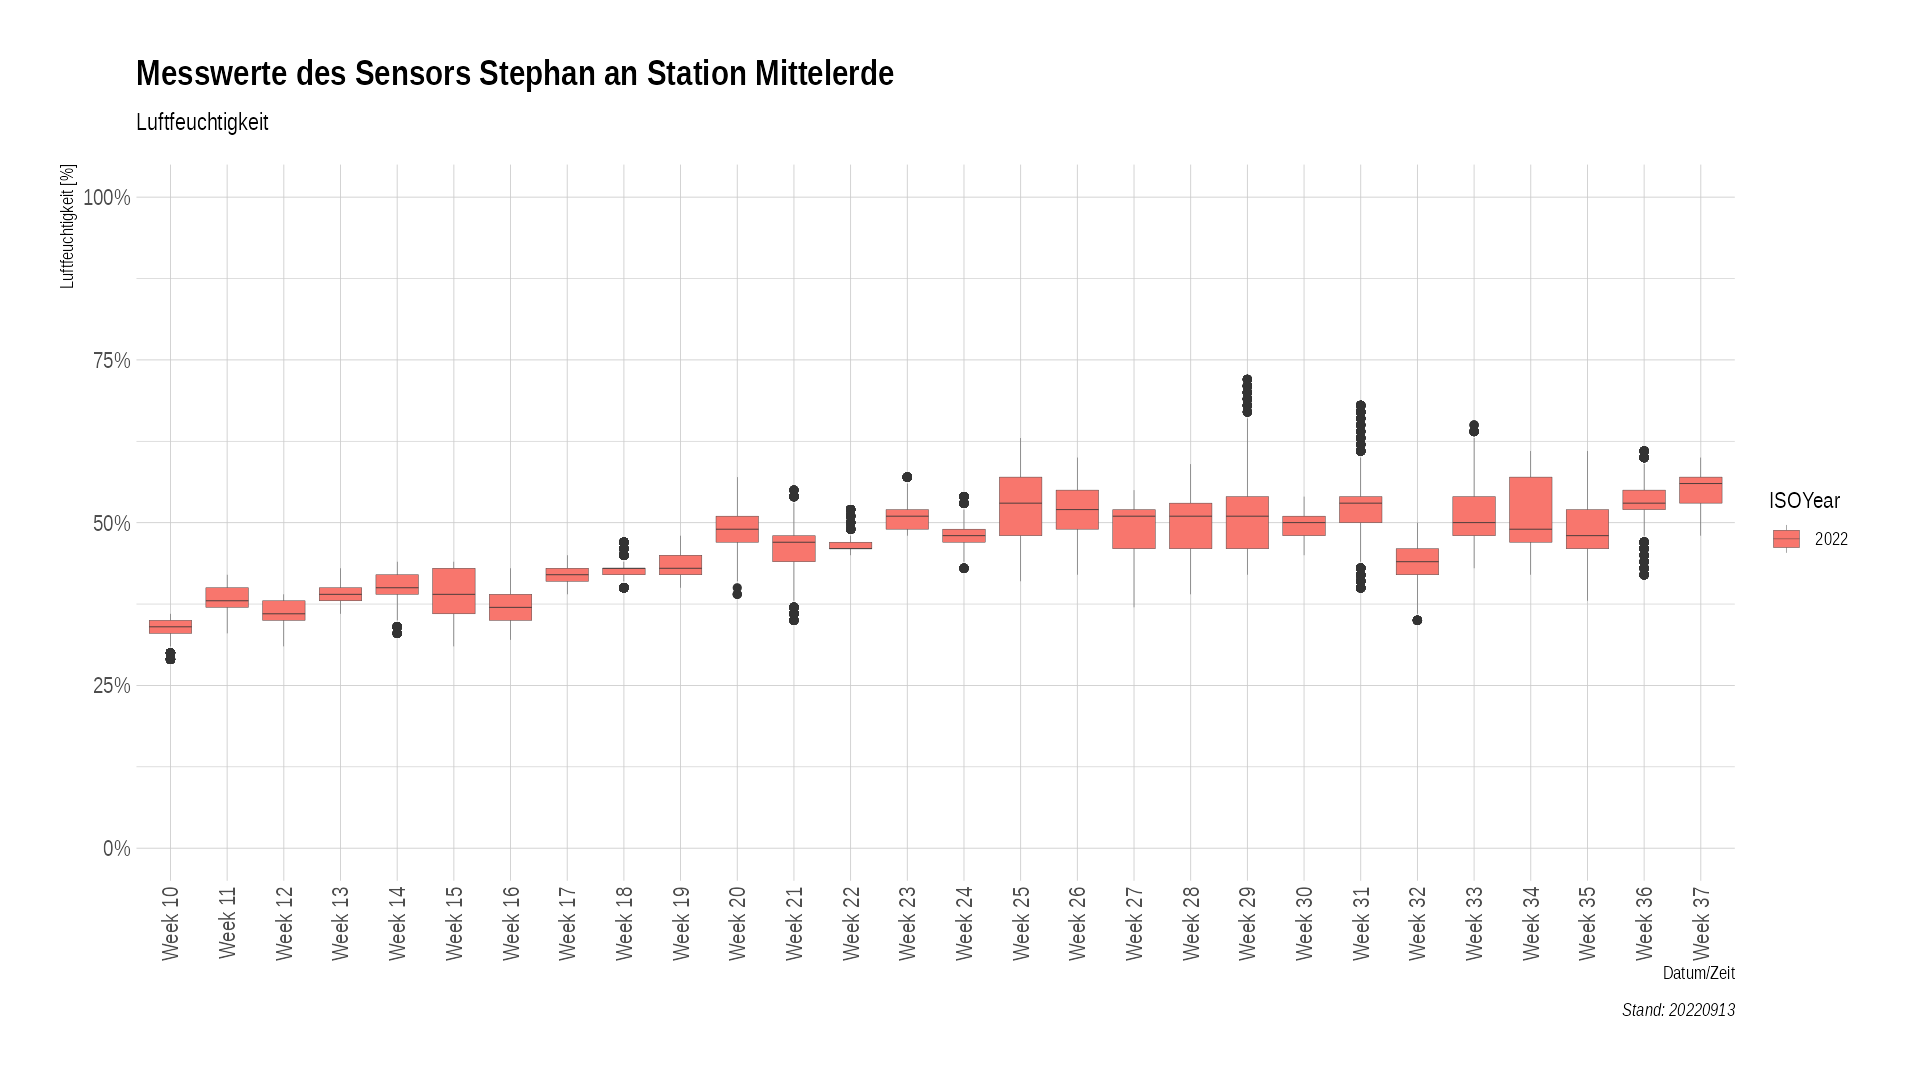 Messwerte des Sensors Stephan an Station Mittelerde
Luftfeuchtigkeit
Luftfeuchtigkeit [%]
100%
75%
50%
25%
0%
Week 10
Week 11
Week 12
Week 13
Week 14
Week 15
Week 16
Week 17
Week 18
Week 19
Week 20
Week 21
Week 22
Week 23
Week 24
Week 25
Week 26
Week 27
Week 28
Week 29
Week 30
Week 31
Week 32
Week 33
Week 34
Week 35
Week 36
Week 37
Datum/Zeit
ISOYear
2022
Stand: 20220913